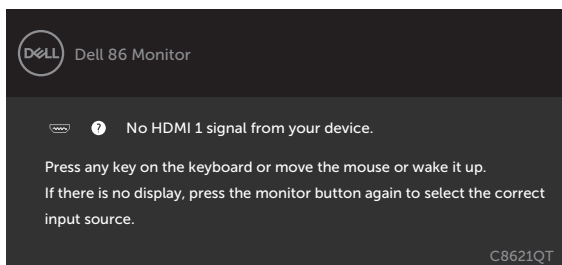 DELL
Dell 86 Monitor
? No HDMI 1 signal from your device.
Press any key on the keyboard or move the mouse or wake it up.
If there is no display, press the monitor button again to select the correct
input source.
C8621QT